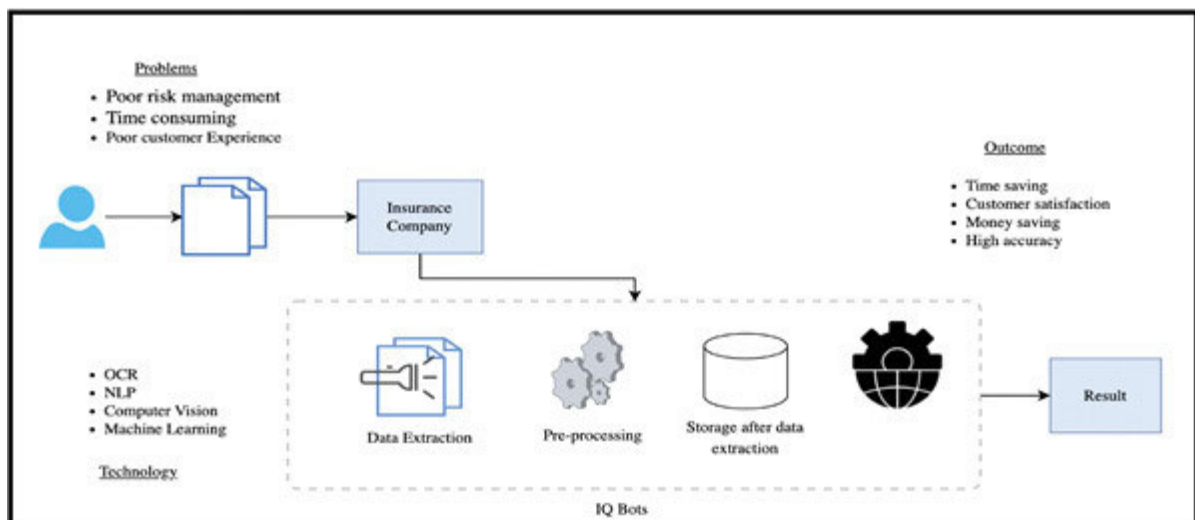 Problems
• Poor risk management
• Time consuming
• Poor customer Experience
Insurance
Company
Outcome
• Time saving
• Customer satisfaction
• Money saving
• High accuracy
• OCR
• NLP
• Computer Vision
• Machine Learning
Technology
Data Extraction
Pre-processing
Storage after data
extraction
Result
IQ Bots